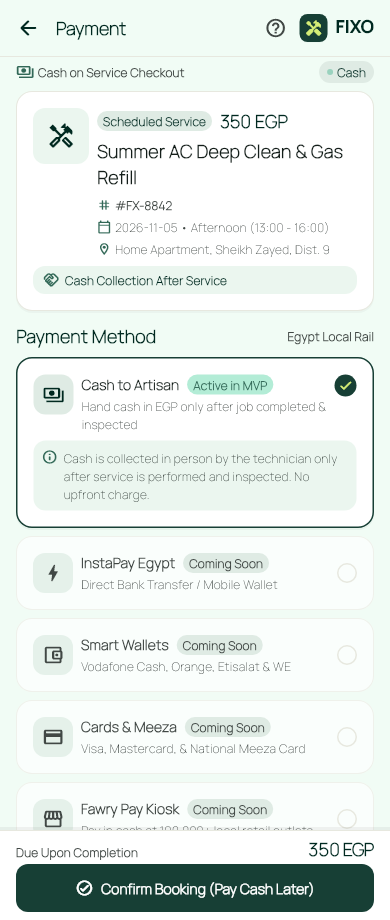 Payment
FIXO
Cash on Service Checkout
Cash
Scheduled Service
350 EGP
Summer AC Deep Clean & Gas
Refill
#FX-8842
2026-11-05 • Afternoon (13:00 - 16:00)
Home Apartment, Sheikh Zayed, Dist. 9
Cash Collection After Service
Payment Method
Egypt Local Rail
Cash to Artisan
Active in MVP
Hand cash in EGP only after job completed &
inspected
Cash is collected in person by the technician only
after service is performed and inspected. No
upfront charge.
InstaPay Egypt
Coming Soon
Direct Bank Transfer / Mobile Wallet
Smart Wallets
Coming Soon
Vodafone Cash, Orange, Etisalat & WE
Cards & Meeza
Coming Soon
Visa, Mastercard, & National Meeza Card
Fawry Pay Kiosk
Coming Soon
Due Upon Completion
350 EGP
Confirm Booking (Pay Cash Later)